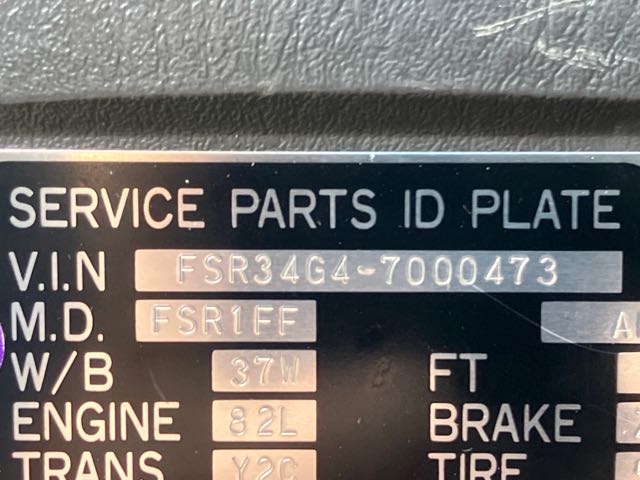 SERVICE PARTS ID PLATE
V.I.N FSR34G4-7000473
M.D. FSR1FF
W/B 37W FT
ENGINE 82L BRAKE
TRANS Y2C TIRE